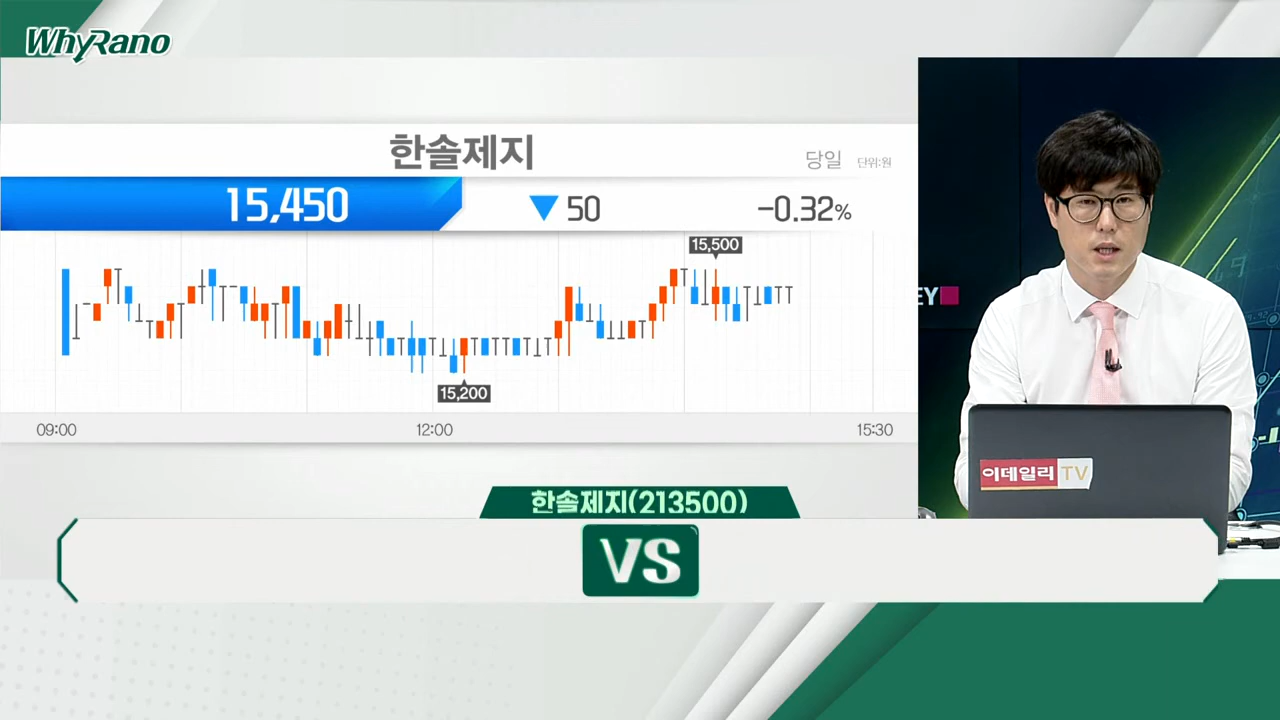 WhyRano
한솔제지
당일 단위:원
15,450 ▼50 -0.32%
15,500
15,200
09:00 12:00 15:30
EY
이데일리TV
한솔제지(213500)
VS